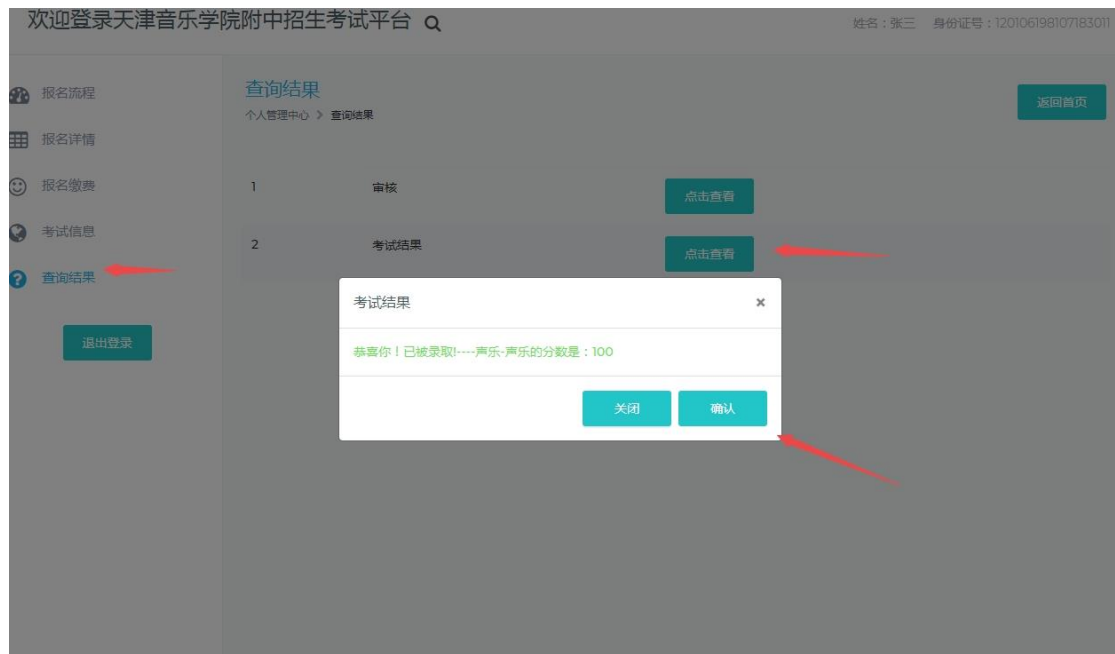 欢迎登录天津音乐学院附中招生考试平台
姓名：张三 身份证号：120106198107183011
报名流程
报名详情
报名缴费
考试信息
查询结果
退出登录
查询结果
个人管理中心 > 查询结果
返回首页
1 审核 点击查看
2 考试结果 点击查看
考试结果 ×
恭喜你！已被录取!----声乐-声乐的分数是：100
关闭 确认